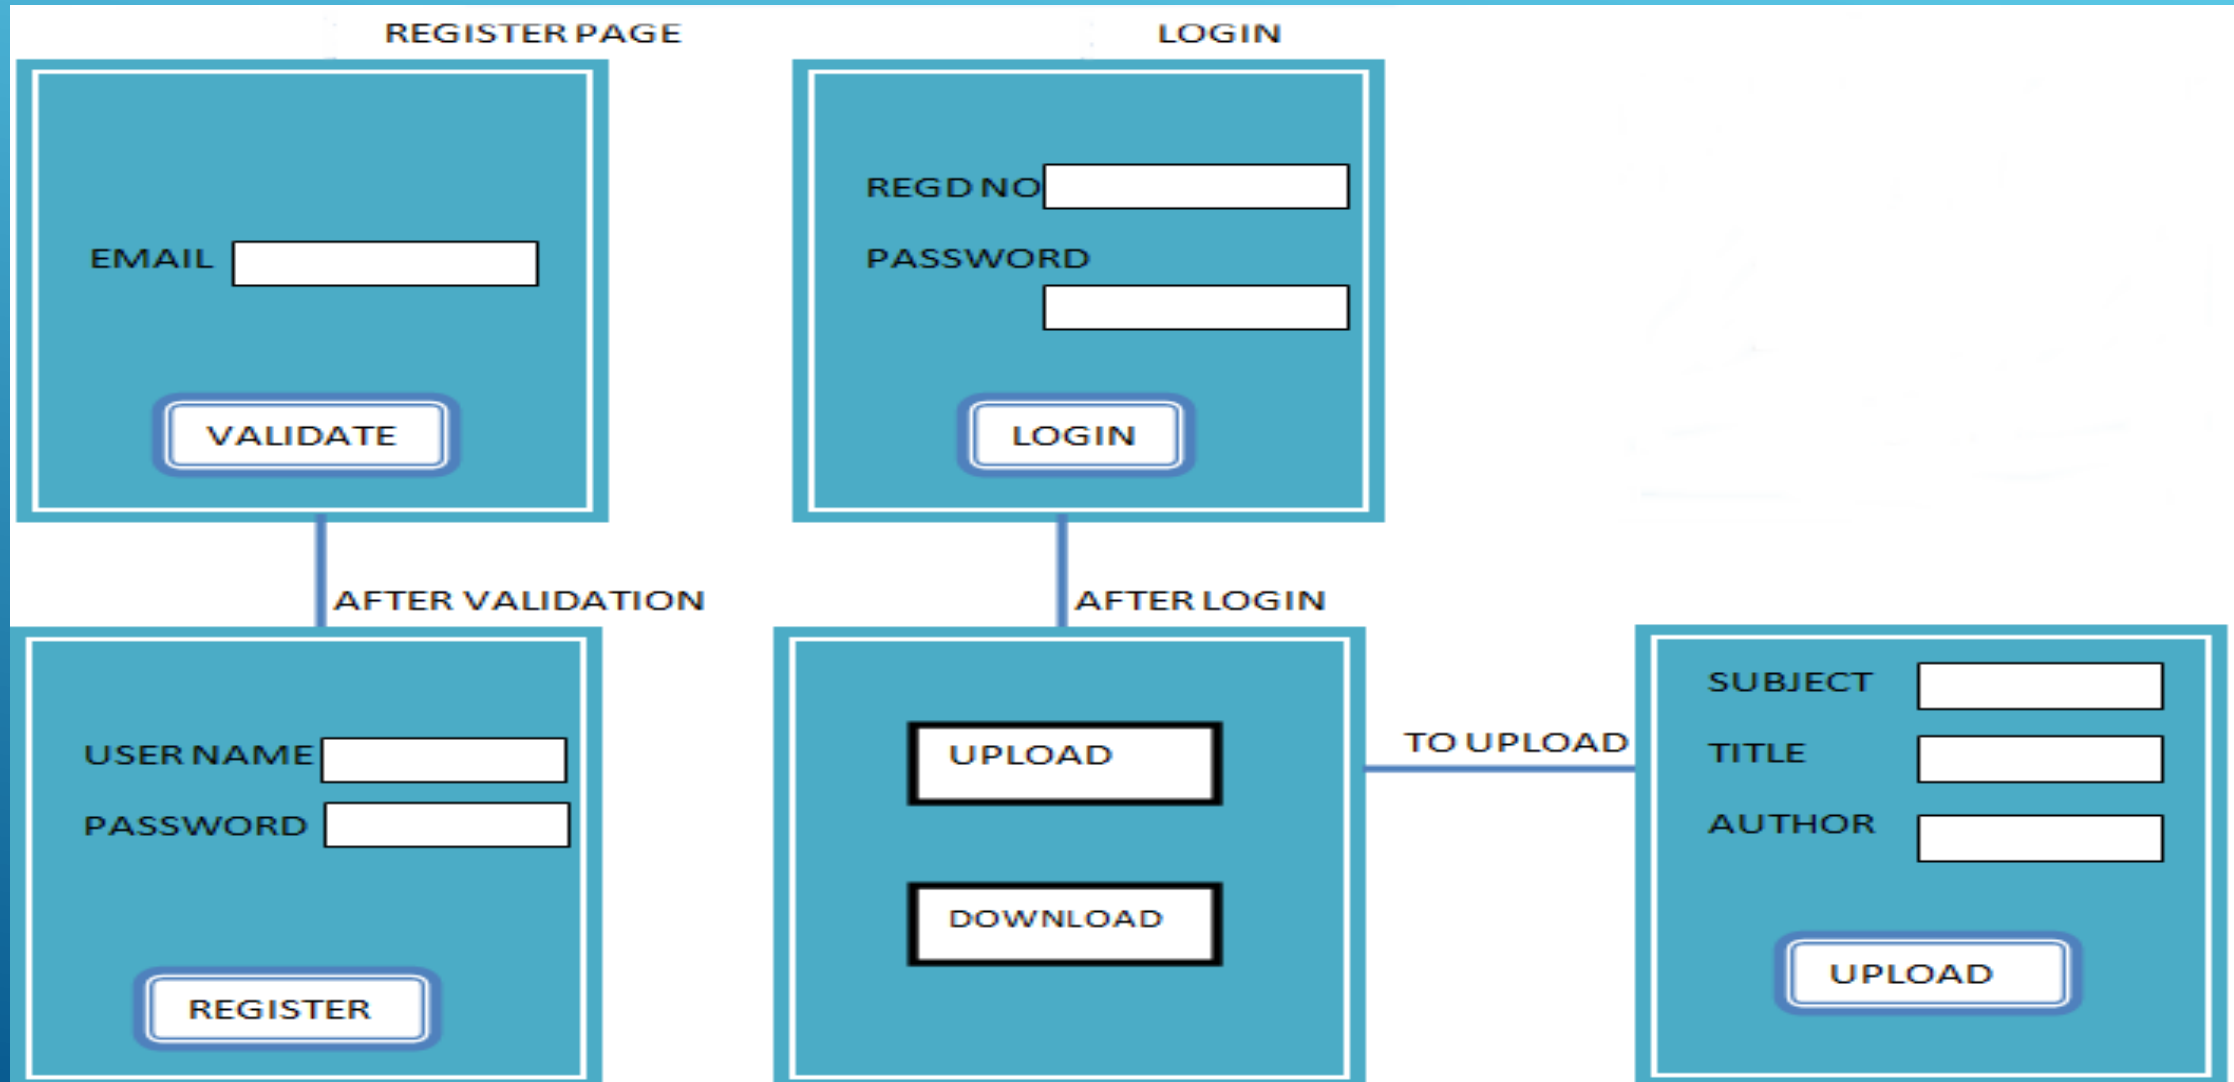 REGISTER PAGE
EMAIL
VALIDATE
AFTER VALIDATION
USER NAME
PASSWORD
REGISTER
LOGIN
REGD NO
PASSWORD
LOGIN
AFTER LOGIN
UPLOAD
DOWNLOAD
TO UPLOAD
SUBJECT
TITLE
AUTHOR
UPLOAD